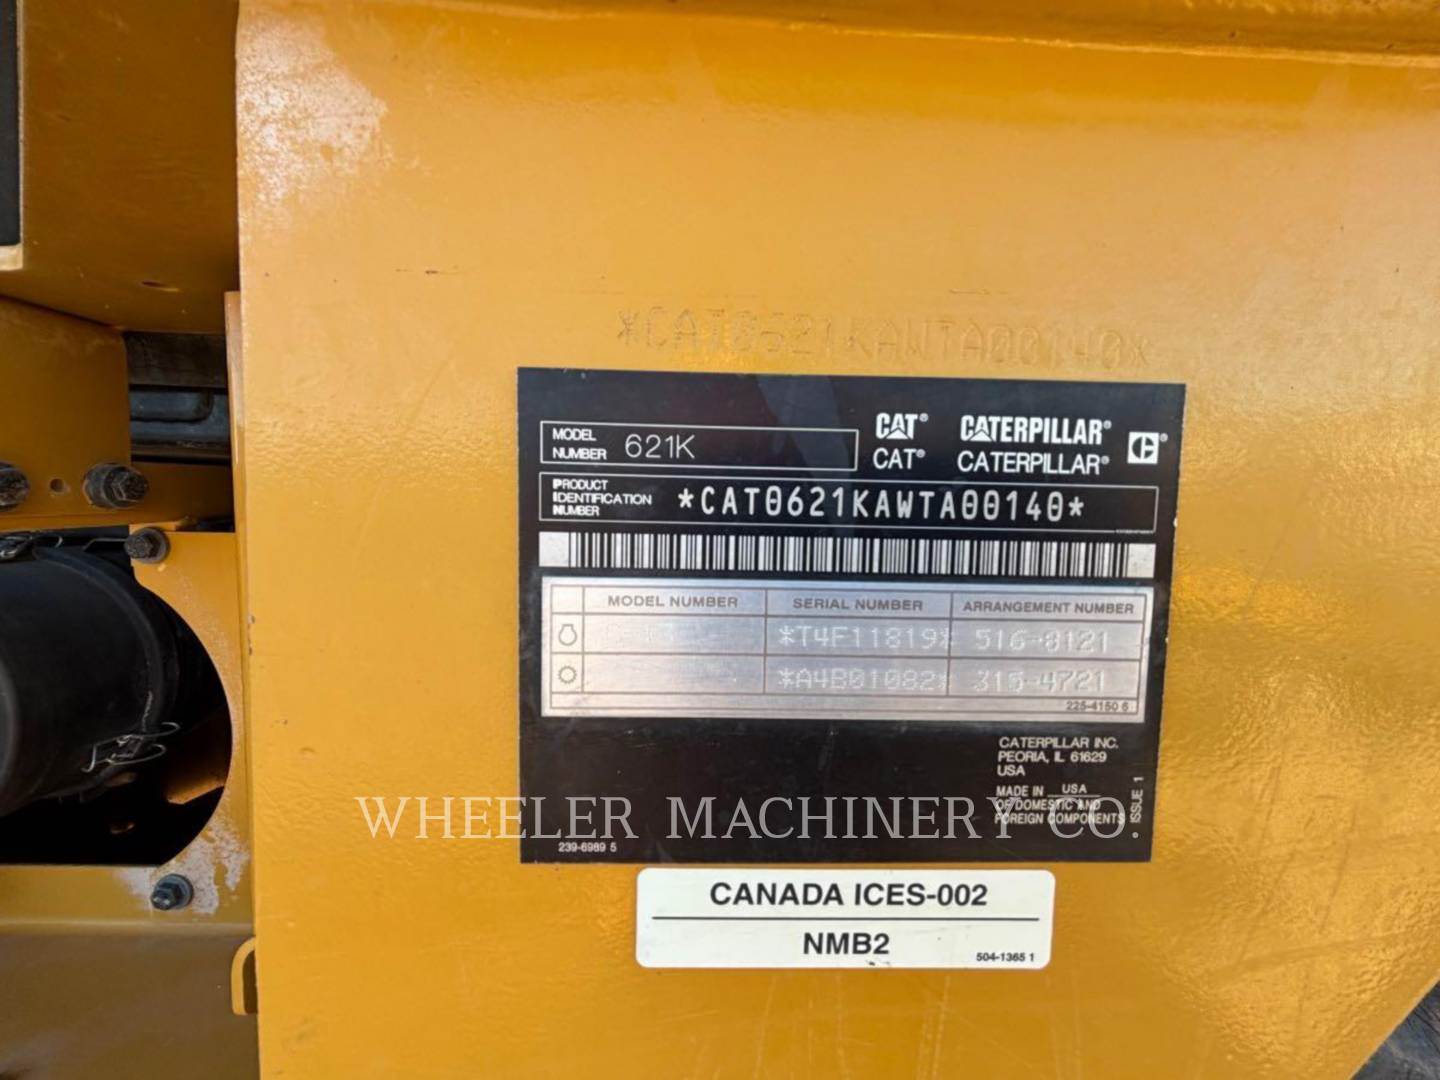 *CAT0621KAWTA00140*
MODEL NUMBER 621K
CAT® CATERPILLAR®
CAT® CATERPILLAR®
PRODUCT IDENTIFICATION NUMBER *CAT0621KAWTA00140*
MODEL NUMBER SERIAL NUMBER ARRANGEMENT NUMBER
*T4F11819* 516-8121
*A4B01082* 315-4721
225-4150 6
CATERPILLAR INC.
PEORIA, IL 61629
USA
MADE IN USA
OF DOMESTIC AND
FOREIGN COMPONENTS
ISSUE 1
WHEELER MACHINERY CO.
239-6989 5
CANADA ICES-002
NMB2
504-1365 1